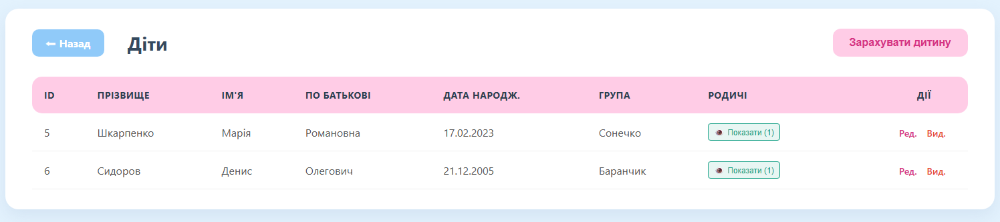 ⬅ Назад Діти Зарахувати дитину
ID ПРІЗВИЩЕ ІМ'Я ПО БАТЬКОВІ ДАТА НАРОДЖ. ГРУПА РОДИЧІ ДІЇ
5 Шкарпенко Марія Романовна 17.02.2023 Сонечко Показати (1) Ред. Вид.
6 Сидоров Денис Олегович 21.12.2005 Баранчик Показати (1) Ред. Вид.